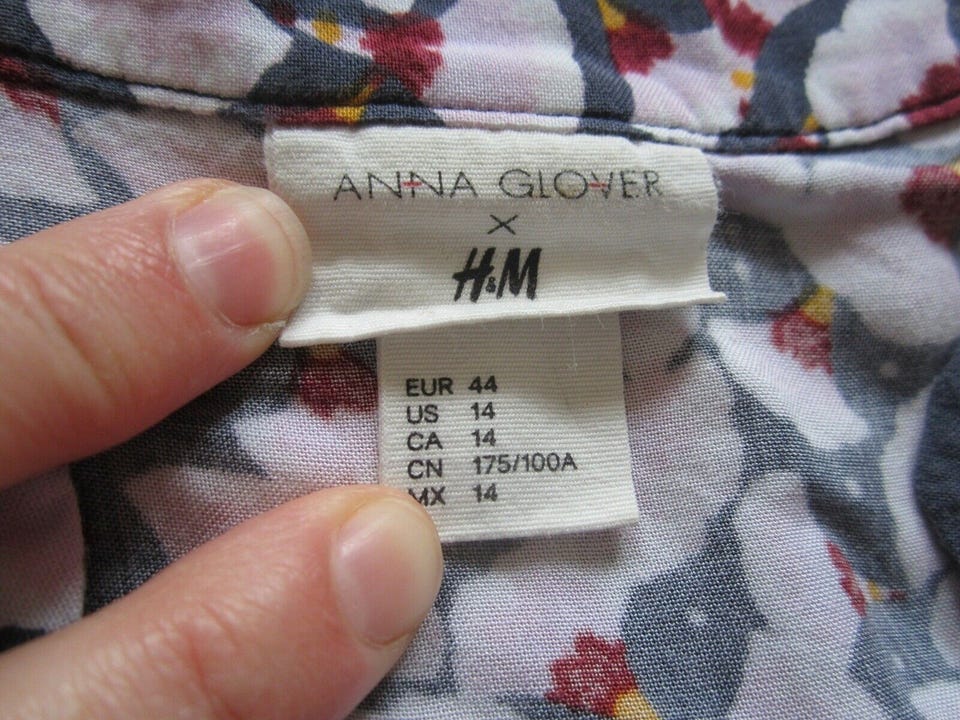 ANNA GLOVER
X
H&M
EUR 44
US 14
CA 14
CN 175/100A
MX 14